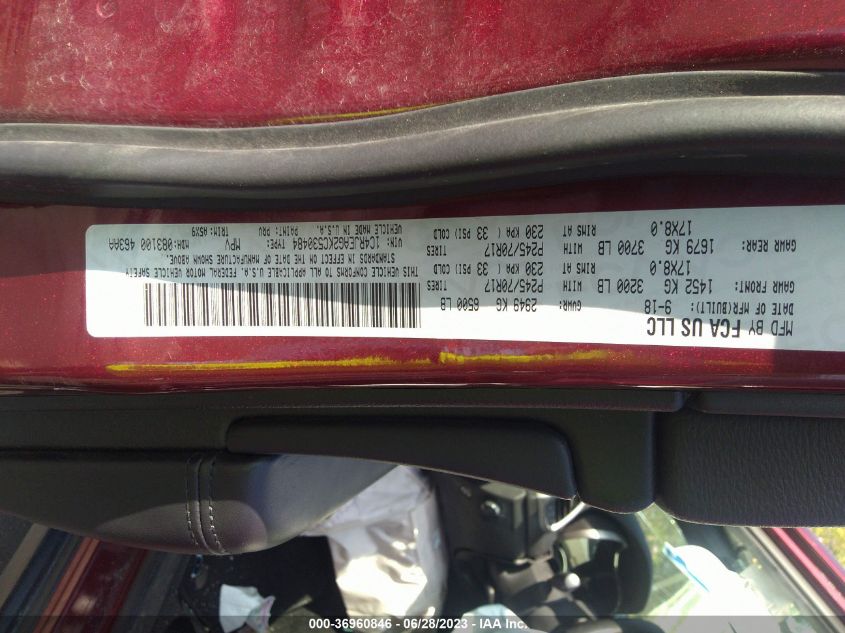 MFD BY FCA US LLC
DATE OF MFR(BUILT): 9-18 GVWR: 2949 KG 6500 LB
GAWR FRONT: 1452 KG 3200 LB WITH P245/70R17 TIRES
17X8.0 RIMS AT 230 KPA ( 33 PSI) COLD
GAWR REAR: 1679 KG 3700 LB WITH P245/70R17 TIRES
17X8.0 RIMS AT 230 KPA ( 33 PSI) COLD
THIS VEHICLE CONFORMS TO ALL APPLICABLE U.S.A. FEDERAL MOTOR VEHICLE SAFETY
STANDARDS IN EFFECT ON THE DATE OF MANUFACTURE SHOWN ABOVE.
VIN: 1C4RJEAG2KC530484 TYPE: MPV MDH: 083100 463AA
VEHICLE MADE IN U.S.A. PAINT: PRV TRIM: A5X9
000-36960846 - 06/28/2023 - IAA Inc.